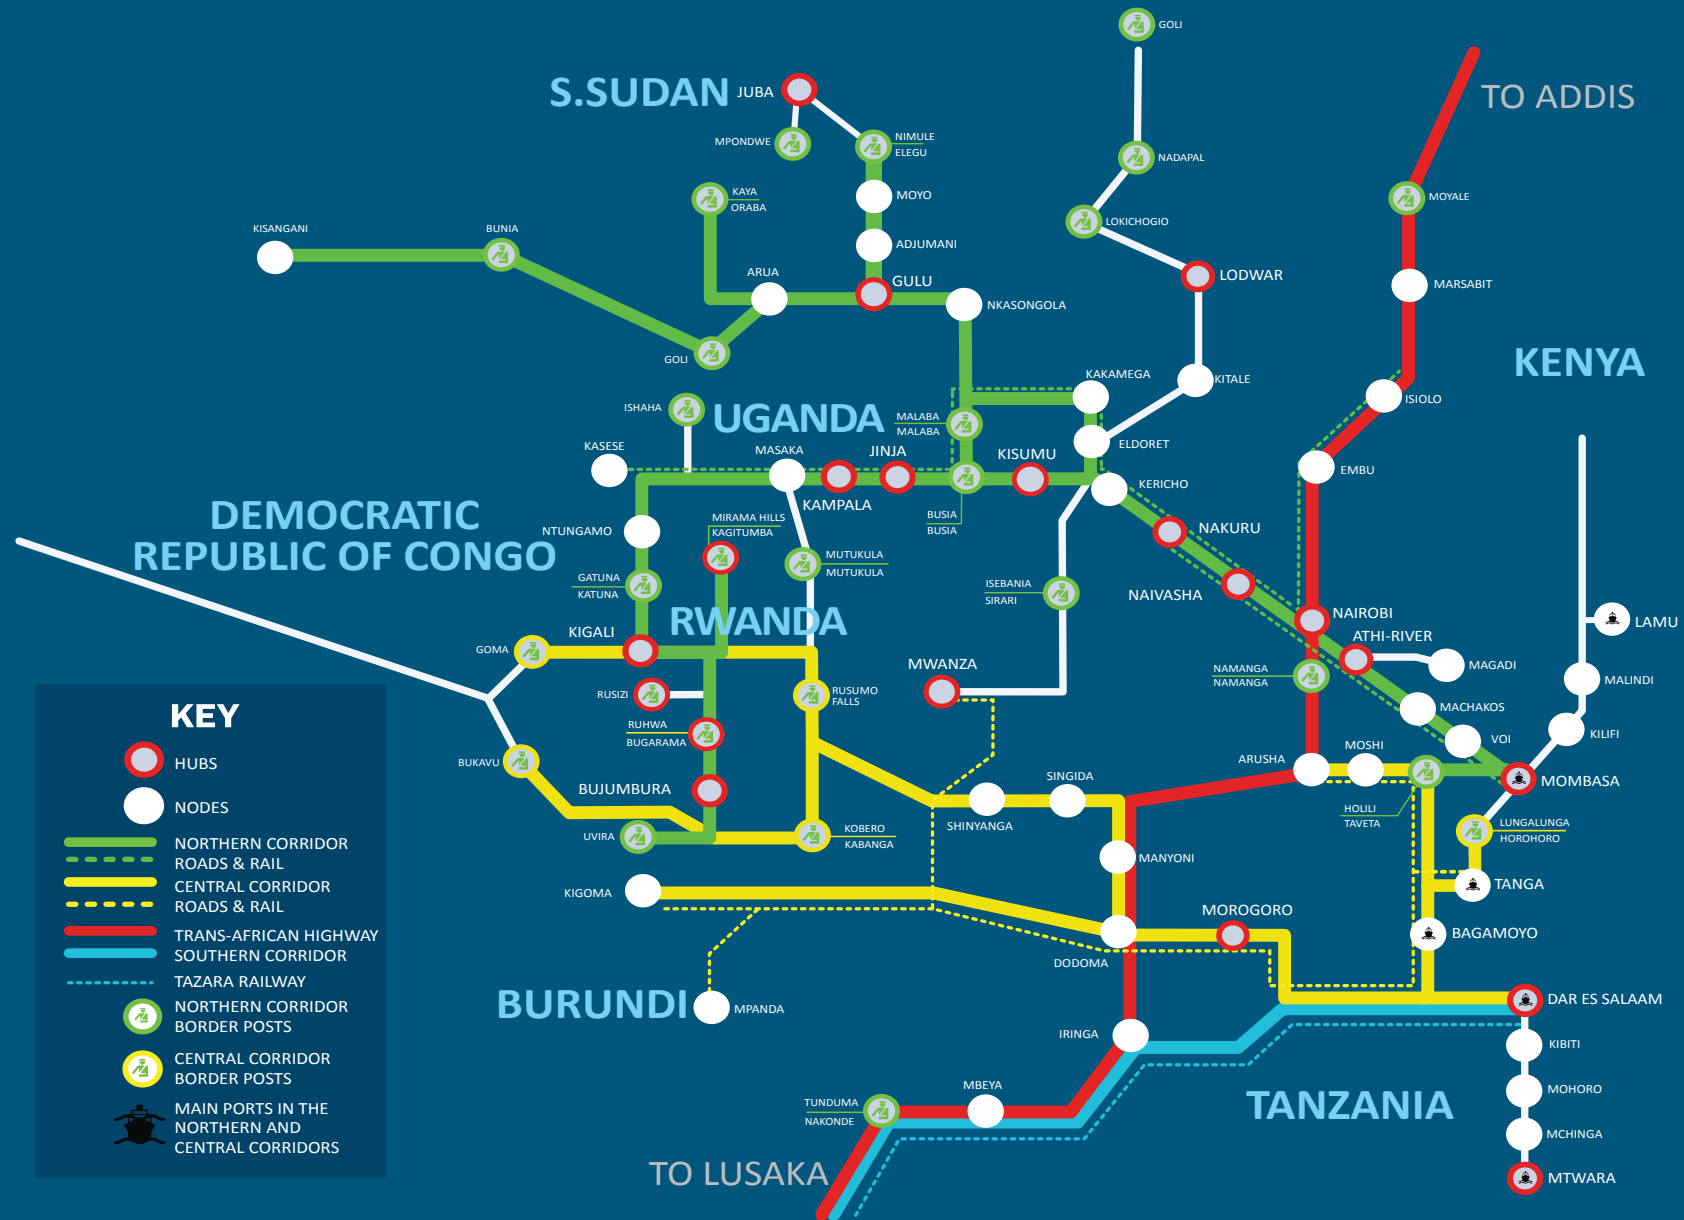 GOLI
S.SUDAN
JUBA
TO ADDIS
MPONDWE
NIMULE
ELEGU
NADAPAL
KAYA
ORABA
MOYO
MOYALE
LOKICHOGIO
KISANGANI
BUNIA
ADJUMANI
ARUA
GULU
LODWAR
MARSABIT
NKASONGOLA
GOLI
KENYA
KAKAMEGA
KITALE
ISIOLO
ISHAHA
UGANDA
MALABA
MALABA
KASESE
MASAKA
JINJA
KISUMU
ELDORET
EMBU
KERICHO
KAMPALA
DEMOCRATIC
REPUBLIC OF CONGO
NTUNGAMO
MIRAMA HILLS
KAGITUMBA
BUSIA
BUSIA
NAKURU
MUTUKULA
MUTUKULA
GATUNA
KATUNA
ISEBANIA
SIRARI
NAIVASHA
KIGALI
RWANDA
NAIROBI
LAMU
GOMA
ATHI-RIVER
MWANZA
NAMANGA
NAMANGA
MAGADI
MALINDI
RUSIZI
RUSUMO
FALLS
MACHAKOS
KEY
RUHWA
BUGARAMA
VOI
KILIFI
HUBS
BUKAVU
ARUSHA
MOSHI
BUJUMBURA
SINGIDA
MOMBASA
NODES
SHINYANGA
HOLILI
TAVETA
LUNGALUNGA
HOROHORO
UVIRA
KOBERO
KABANGA
NORTHERN CORRIDOR
ROADS & RAIL
MANYONI
CENTRAL CORRIDOR
ROADS & RAIL
KIGOMA
TANGA
MOROGORO
TRANS-AFRICAN HIGHWAY
BAGAMOYO
SOUTHERN CORRIDOR
DODOMA
TAZARA RAILWAY
BURUNDI
MPANDA
DAR ES SALAAM
NORTHERN CORRIDOR
BORDER POSTS
IRINGA
KIBITI
CENTRAL CORRIDOR
BORDER POSTS
MBEYA
MOHORO
TUNDUMA
NAKONDE
TANZANIA
MAIN PORTS IN THE
NORTHERN AND
CENTRAL CORRIDORS
MCHINGA
TO LUSAKA
MTWARA